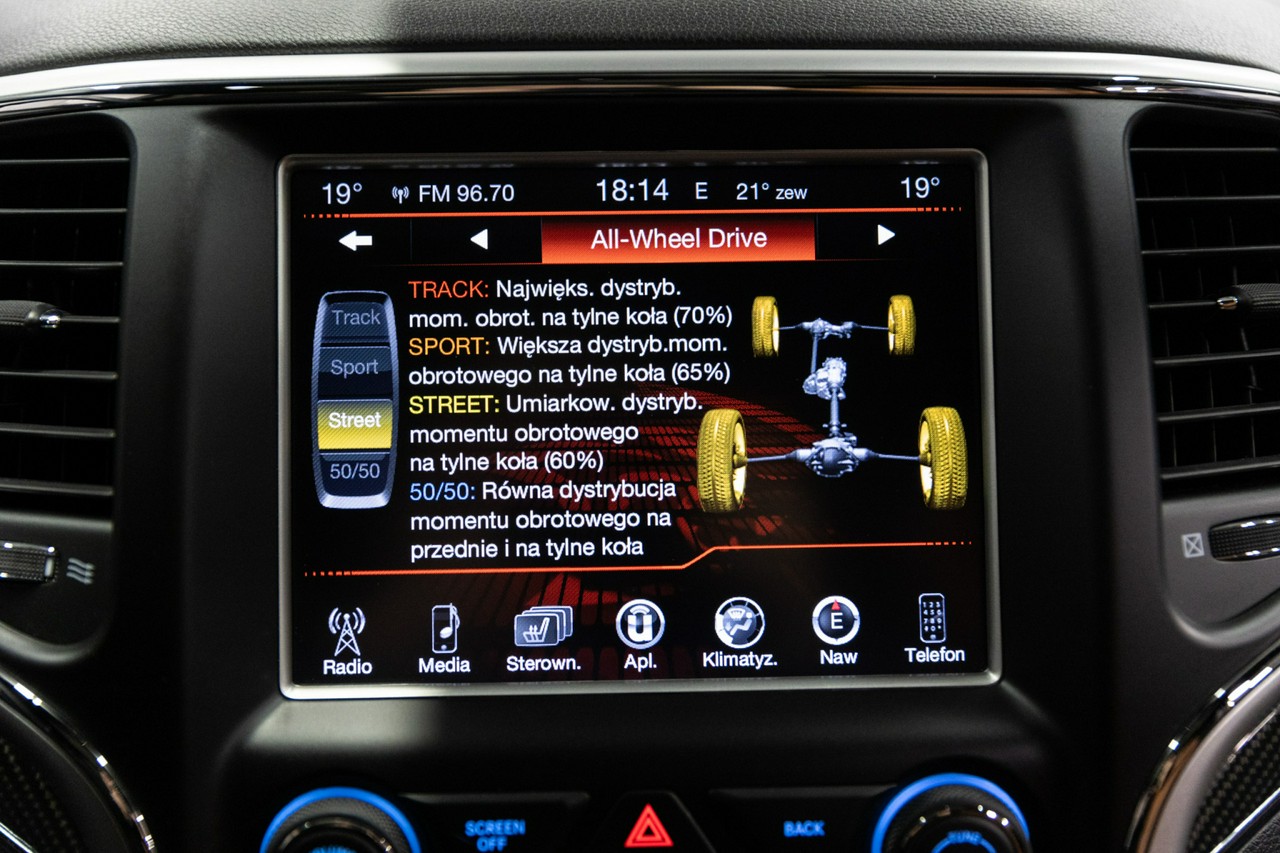 19° FM 96.70 18:14 E 21° zew 19°
All-Wheel Drive
Track
Sport
Street
50/50
TRACK: Najwięks. dystryb.
mom. obrot. na tylne koła (70%)
SPORT: Większa dystryb.mom.
obrotowego na tylne koła (65%)
STREET: Umiarkow. dystryb.
momentu obrotowego
na tylne koła (60%)
50/50: Równa dystrybucja
momentu obrotowego na
przednie i na tylne koła
Radio Media Sterown. Apl. Klimatyz. Naw Telefon
E
SCREEN
OFF
BACK
TUNE